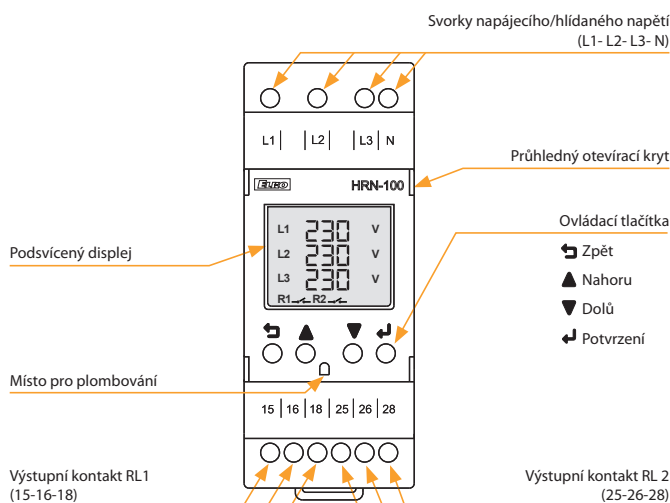 Svorky napájecího/hlídaného napětí
(L1- L2- L3- N)
L1 L2 L3 N
Průhledný otevírací kryt
ELKO HRN-100
Ovládací tlačítka
L1 230 V
Zpět
Podsvícený displej
L2 230 V
Nahoru
L3 230 V
R1 R2
Dolů
Potvrzení
Místo pro plombování
15 16 18 25 26 28
Výstupní kontakt RL1
(15-16-18)
Výstupní kontakt RL 2
(25-26-28)